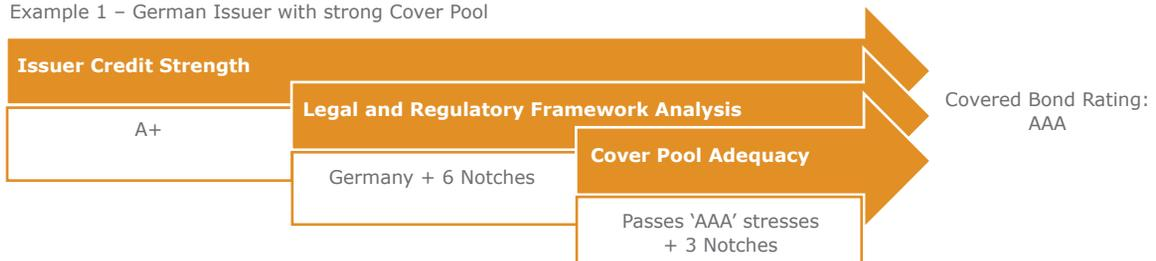 Example 1 – German Issuer with strong Cover Pool
Issuer Credit Strength
A+
Legal and Regulatory Framework Analysis
Germany + 6 Notches
Cover Pool Adequacy
Passes ‘AAA’ stresses
+ 3 Notches
Covered Bond Rating:
AAA